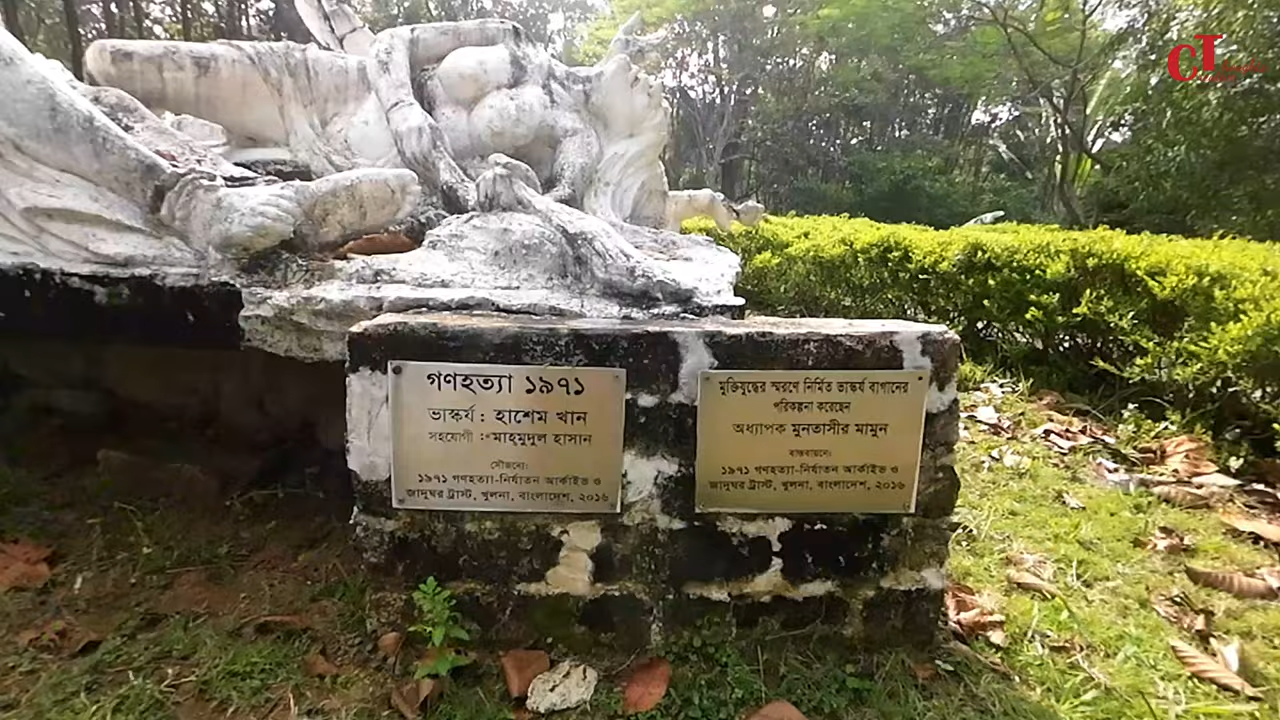 গণহত্যা ১৯৭১
ভাস্কর্য : হাশেম খান
সহযোগী : মাহমুদুল হাসান
সৌজন্যে:
১৯৭১ গণহত্যা-নির্যাতন আর্কাইভ ও
জাদুঘর ট্রাস্ট, খুলনা, বাংলাদেশ, ২০১৬
মুক্তিযুদ্ধের স্মরণে নির্মিত ভাস্কর্য বাগানের
পরিকল্পনা করেছেন
অধ্যাপক মুনতাসীর মামুন
বাস্তবায়নে:
১৯৭১ গণহত্যা-নির্যাতন আর্কাইভ ও
জাদুঘর ট্রাস্ট, খুলনা, বাংলাদেশ, ২০১৬
CT